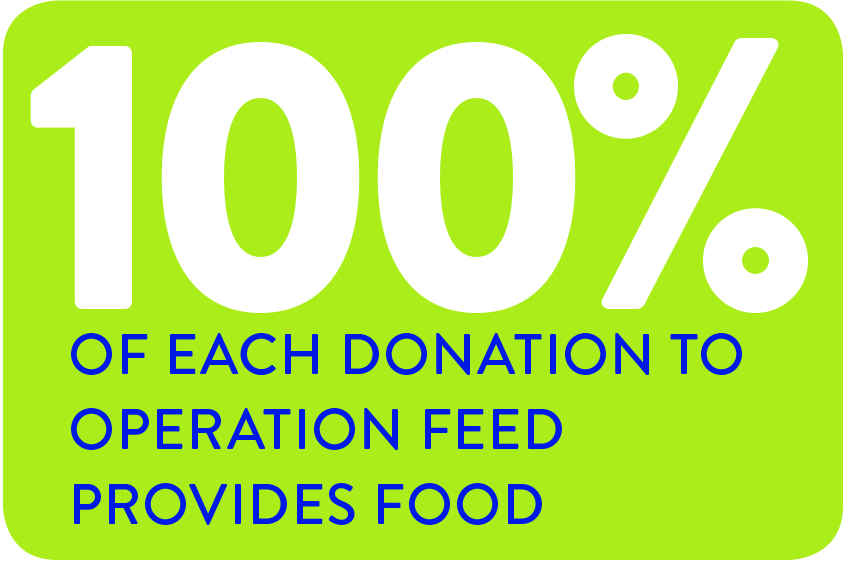 100%
OF EACH DONATION TO
OPERATION FEED
PROVIDES FOOD